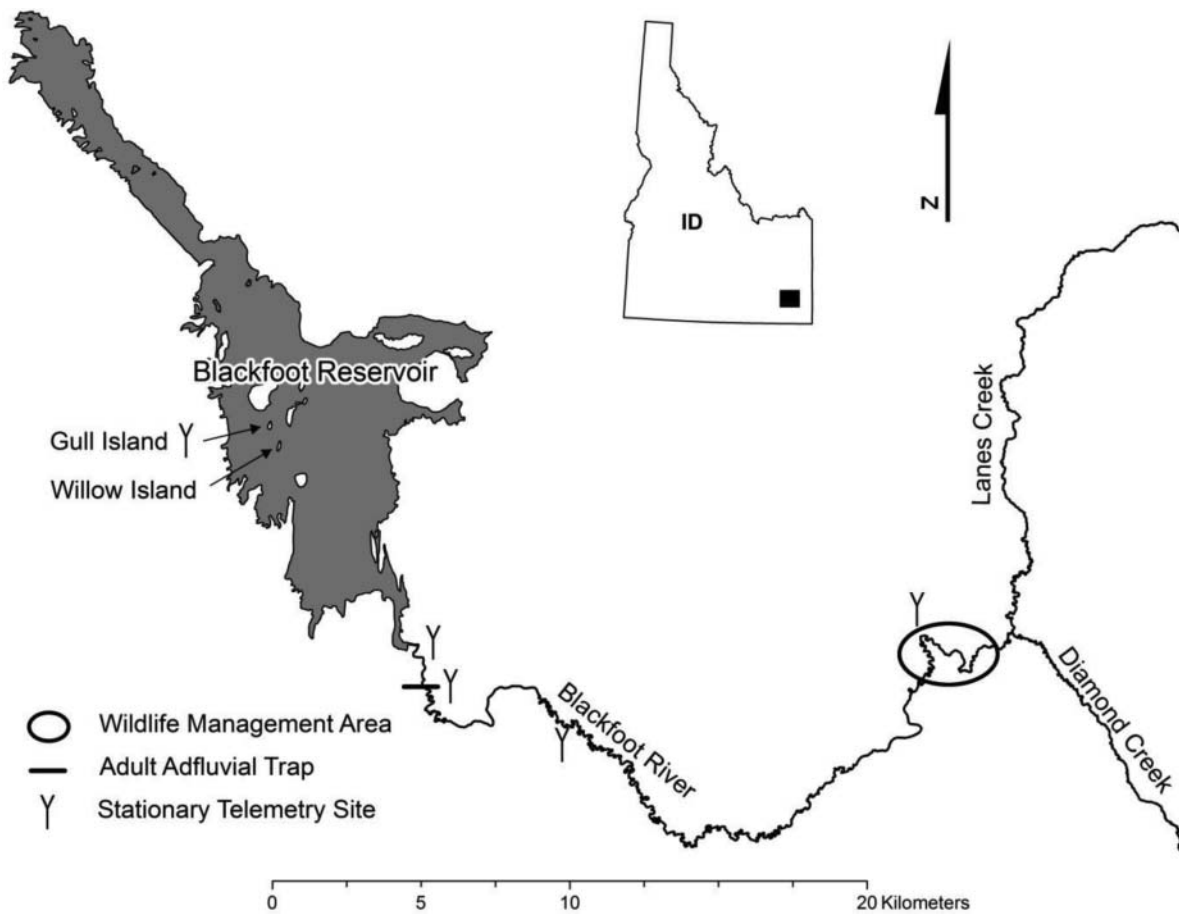 ID
N
Blackfoot Reservoir
Gull Island
Willow Island
Lanes Creek
Diamond Creek
Blackfoot River
Wildlife Management Area
Adult Adfluvial Trap
Stationary Telemetry Site
0 5 10 20 Kilometers